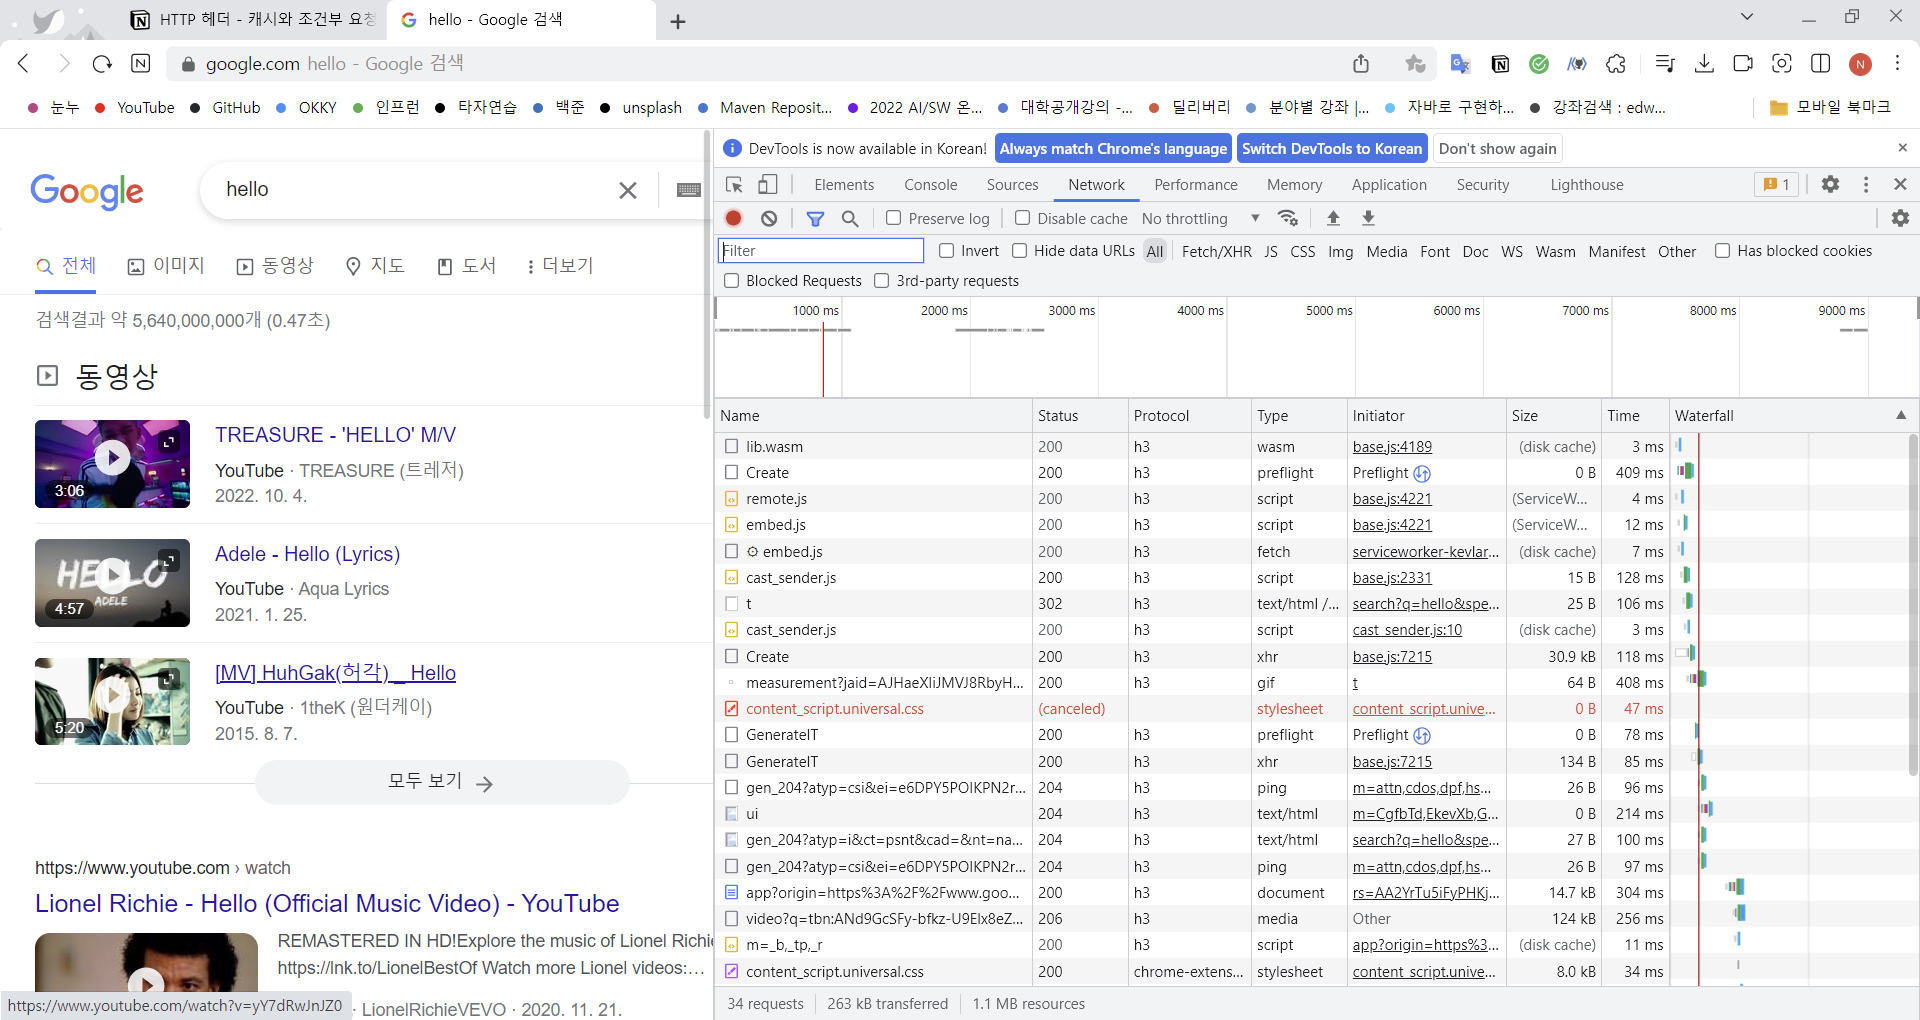 HTTP 헤더 - 캐시와 조건부 요청
hello - Google 검색
google.com hello - Google 검색
눈누 YouTube GitHub OKKY 인프런 타자연습 백준 unsplash Maven Reposit... 2022 AI/SW 온... 대학공개강의 -... 딜리버리 분야별 강좌 |... 자바로 구현하... 강좌검색 : edw... 모바일 북마크
Google
hello
전체 이미지 동영상 지도 도서 더보기
검색결과 약 5,640,000,000개 (0.47초)
동영상
3:06
TREASURE - 'HELLO' M/V
YouTube · TREASURE (트레저)
2022. 10. 4.
HELLO
ADELE
4:57
Adele - Hello (Lyrics)
YouTube · Aqua Lyrics
2021. 1. 25.
5:20
[MV] HuhGak(허각) _ Hello
YouTube · 1theK (원더케이)
2015. 8. 7.
모두 보기
https://www.youtube.com › watch
Lionel Richie - Hello (Official Music Video) - YouTube
REMASTERED IN HD!Explore the music of Lionel Richie
https://lnk.to/LionelBestOf Watch more Lionel videos:...
· LionelRichieVEVO · 2020. 11. 21.
https://www.youtube.com/watch?v=yY7dRwJnJZ0
DevTools is now available in Korean! Always match Chrome's language Switch DevTools to Korean Don't show again
Elements Console Sources Network Performance Memory Application Security Lighthouse 1
Preserve log Disable cache No throttling
Filter Invert Hide data URLs All Fetch/XHR JS CSS Img Media Font Doc WS Wasm Manifest Other Has blocked cookies
Blocked Requests 3rd-party requests
1000 ms 2000 ms 3000 ms 4000 ms 5000 ms 6000 ms 7000 ms 8000 ms 9000 ms
Name Status Protocol Type Initiator Size Time Waterfall
lib.wasm 200 h3 wasm base.js:4189 (disk cache) 3 ms
Create 200 h3 preflight Preflight 0 B 409 ms
remote.js 200 h3 script base.js:4221 (ServiceW... 4 ms
embed.js 200 h3 script base.js:4221 (ServiceW... 12 ms
embed.js 200 h3 fetch serviceworker-kevlar... (disk cache) 7 ms
cast_sender.js 200 h3 script base.js:2331 15 B 128 ms
t 302 h3 text/html /... search?q=hello&spe... 25 B 106 ms
cast_sender.js 200 h3 script cast_sender.js:10 (disk cache) 3 ms
Create 200 h3 xhr base.js:7215 30.9 kB 118 ms
measurement?jaid=AJHaeXIiJMVJ8RbyH... 200 h3 gif t 64 B 408 ms
content_script.universal.css (canceled) stylesheet content_script.unive... 0 B 47 ms
GenerateIT 200 h3 preflight Preflight 0 B 78 ms
GenerateIT 200 h3 xhr base.js:7215 134 B 85 ms
gen_204?atyp=csi&ei=e6DPY5POIKPN2r... 204 h3 ping m=attn,cdos,dpf,hs... 26 B 96 ms
ui 204 h3 text/html m=CgfbTd,EkevXb,G... 0 B 214 ms
gen_204?atyp=i&ct=psnt&cad=&nt=na... 204 h3 text/html search?q=hello&spe... 27 B 100 ms
gen_204?atyp=csi&ei=e6DPY5POIKPN2r... 204 h3 ping m=attn,cdos,dpf,hs... 26 B 97 ms
app?origin=https%3A%2F%2Fwww.goo... 200 h3 document rs=AA2YrTu5iFyPHKj... 14.7 kB 304 ms
video?q=tbn:ANd9GcSFy-bfkz-U9Elx8eZ... 206 h3 media Other 124 kB 256 ms
m=_b,_tp,_r 200 h3 script app?origin=https%3... (disk cache) 11 ms
content_script.universal.css 200 chrome-extens... stylesheet content_script.unive... 8.0 kB 34 ms
34 requests 263 kB transferred 1.1 MB resources